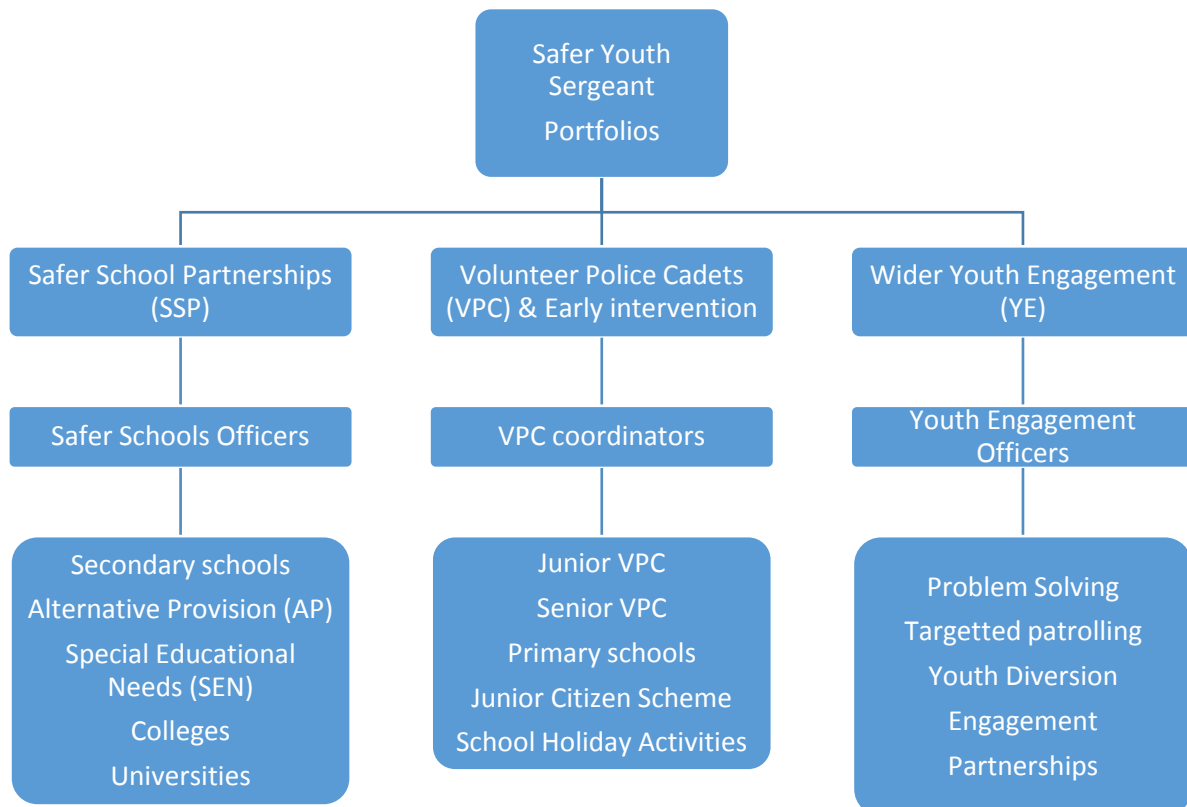 Safer Youth
Sergeant
Portfolios
Safer School Partnerships
(SSP)
Volunteer Police Cadets
(VPC) & Early intervention
Wider Youth Engagement
(YE)
Safer Schools Officers
VPC coordinators
Youth Engagement
Officers
Secondary schools
Alternative Provision (AP)
Special Educational
Needs (SEN)
Colleges
Universities
Junior VPC
Senior VPC
Primary schools
Junior Citizen Scheme
School Holiday Activities
Problem Solving
Targetted patrolling
Youth Diversion
Engagement
Partnerships